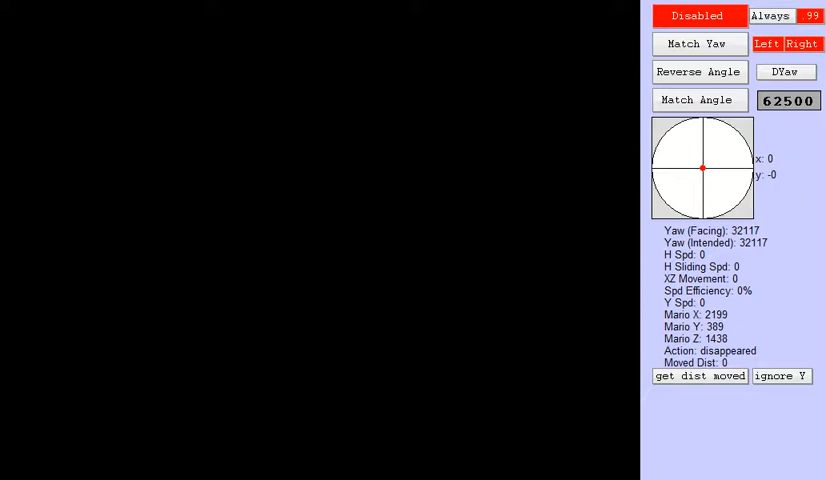 Disabled Always .99
Match Yaw Left Right
Reverse Angle DYaw
Match Angle 62500
x: 0
y: -0
Yaw (Facing): 32117
Yaw (Intended): 32117
H Spd: 0
H Sliding Spd: 0
XZ Movement: 0
Spd Efficiency: 0%
Y Spd: 0
Mario X: 2199
Mario Y: 389
Mario Z: 1438
Action: disappeared
Moved Dist: 0
get dist moved ignore Y